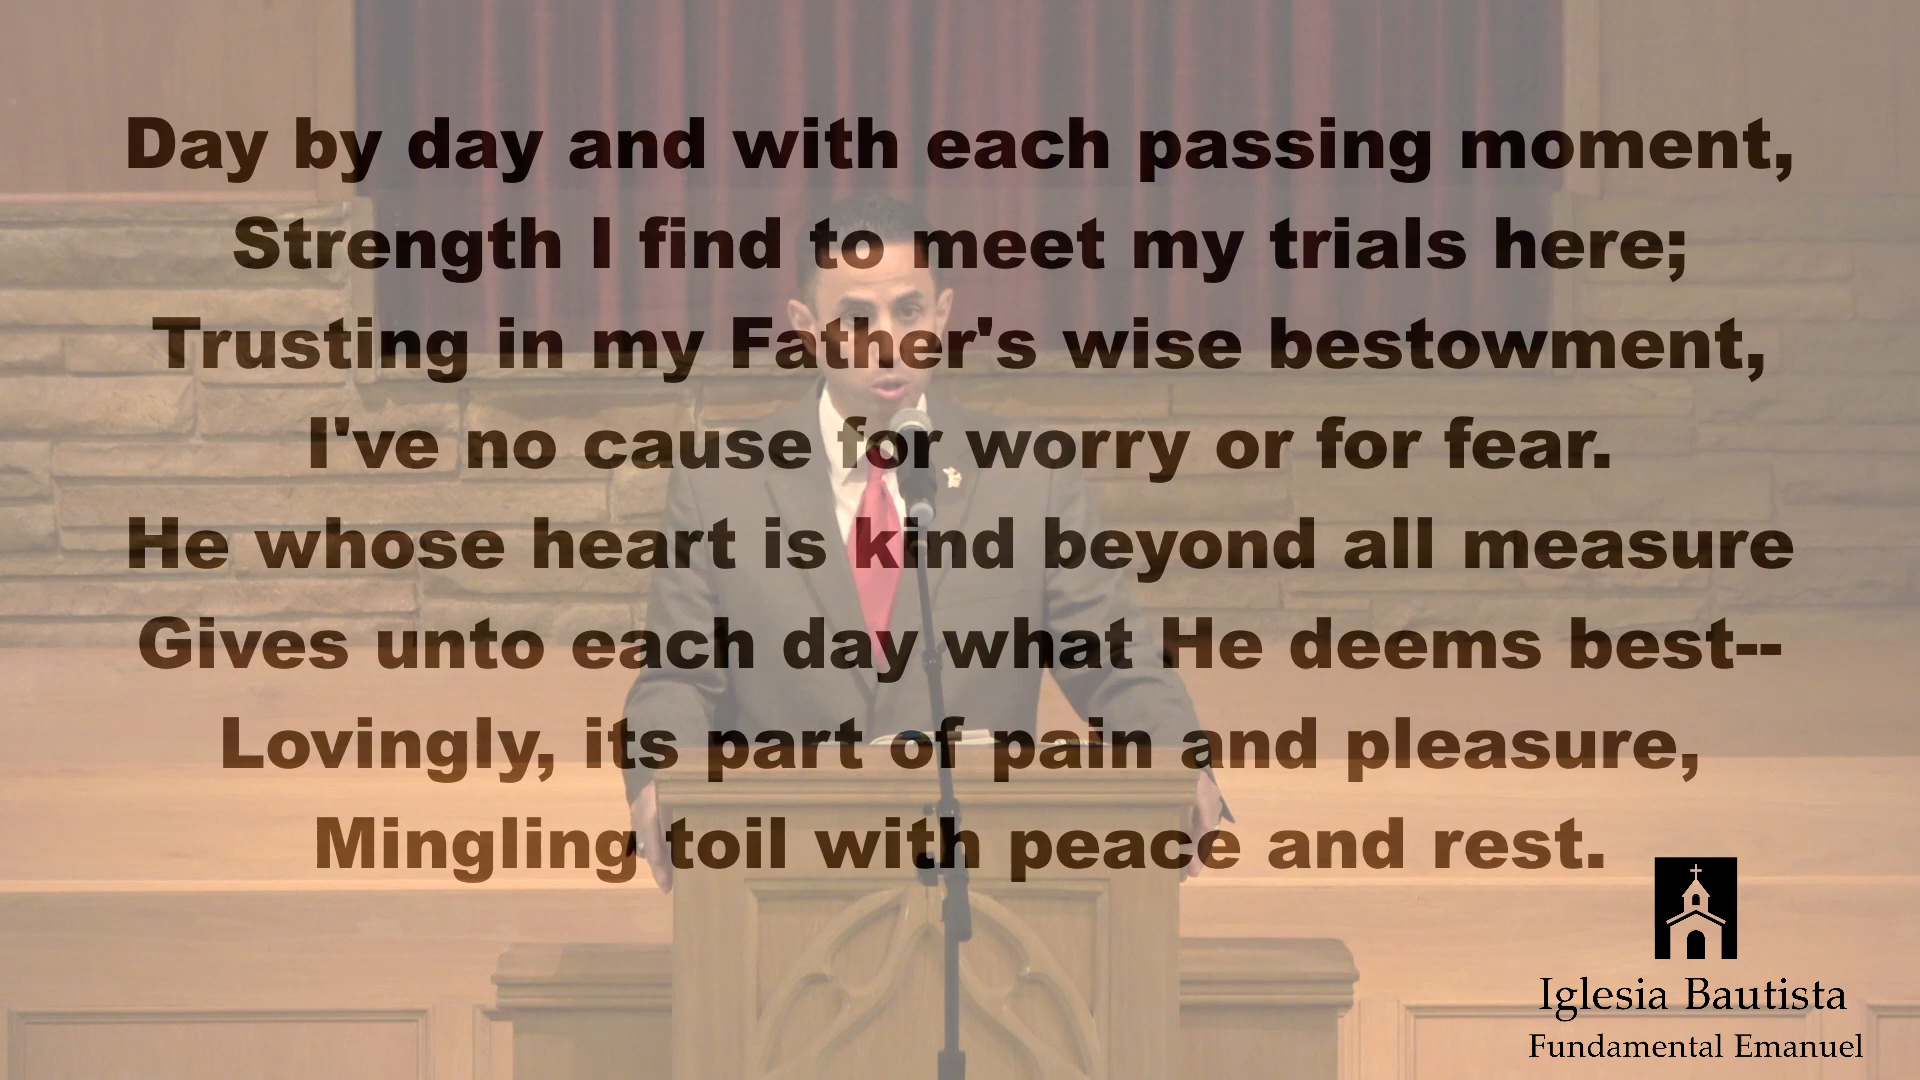 Day by day and with each passing moment,
Strength I find to meet my trials here;
Trusting in my Father's wise bestowment,
I've no cause for worry or for fear.
He whose heart is kind beyond all measure
Gives unto each day what He deems best--
Lovingly, its part of pain and pleasure,
Mingling toil with peace and rest.
Iglesia Bautista
Fundamental Emanuel